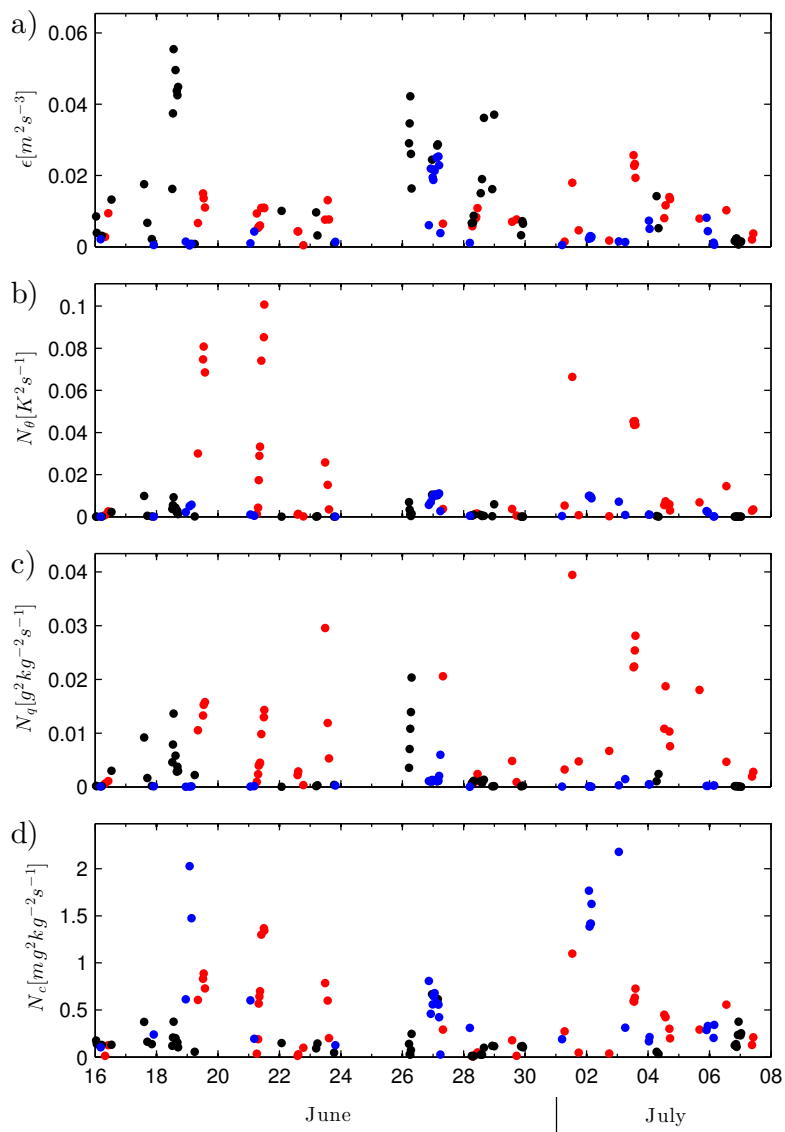 a)
0.06
0.04
0.02
0
ϵ[m²s⁻³]
b)
0.1
0.08
0.06
0.04
0.02
0
N_θ[K²s⁻¹]
c)
0.04
0.03
0.02
0.01
0
N_q[g²kg⁻²s⁻¹]
d)
2
1.5
1
0.5
0
N_c[mg²kg⁻²s⁻¹]
16 18 20 22 24 26 28 30 02 04 06 08
June July